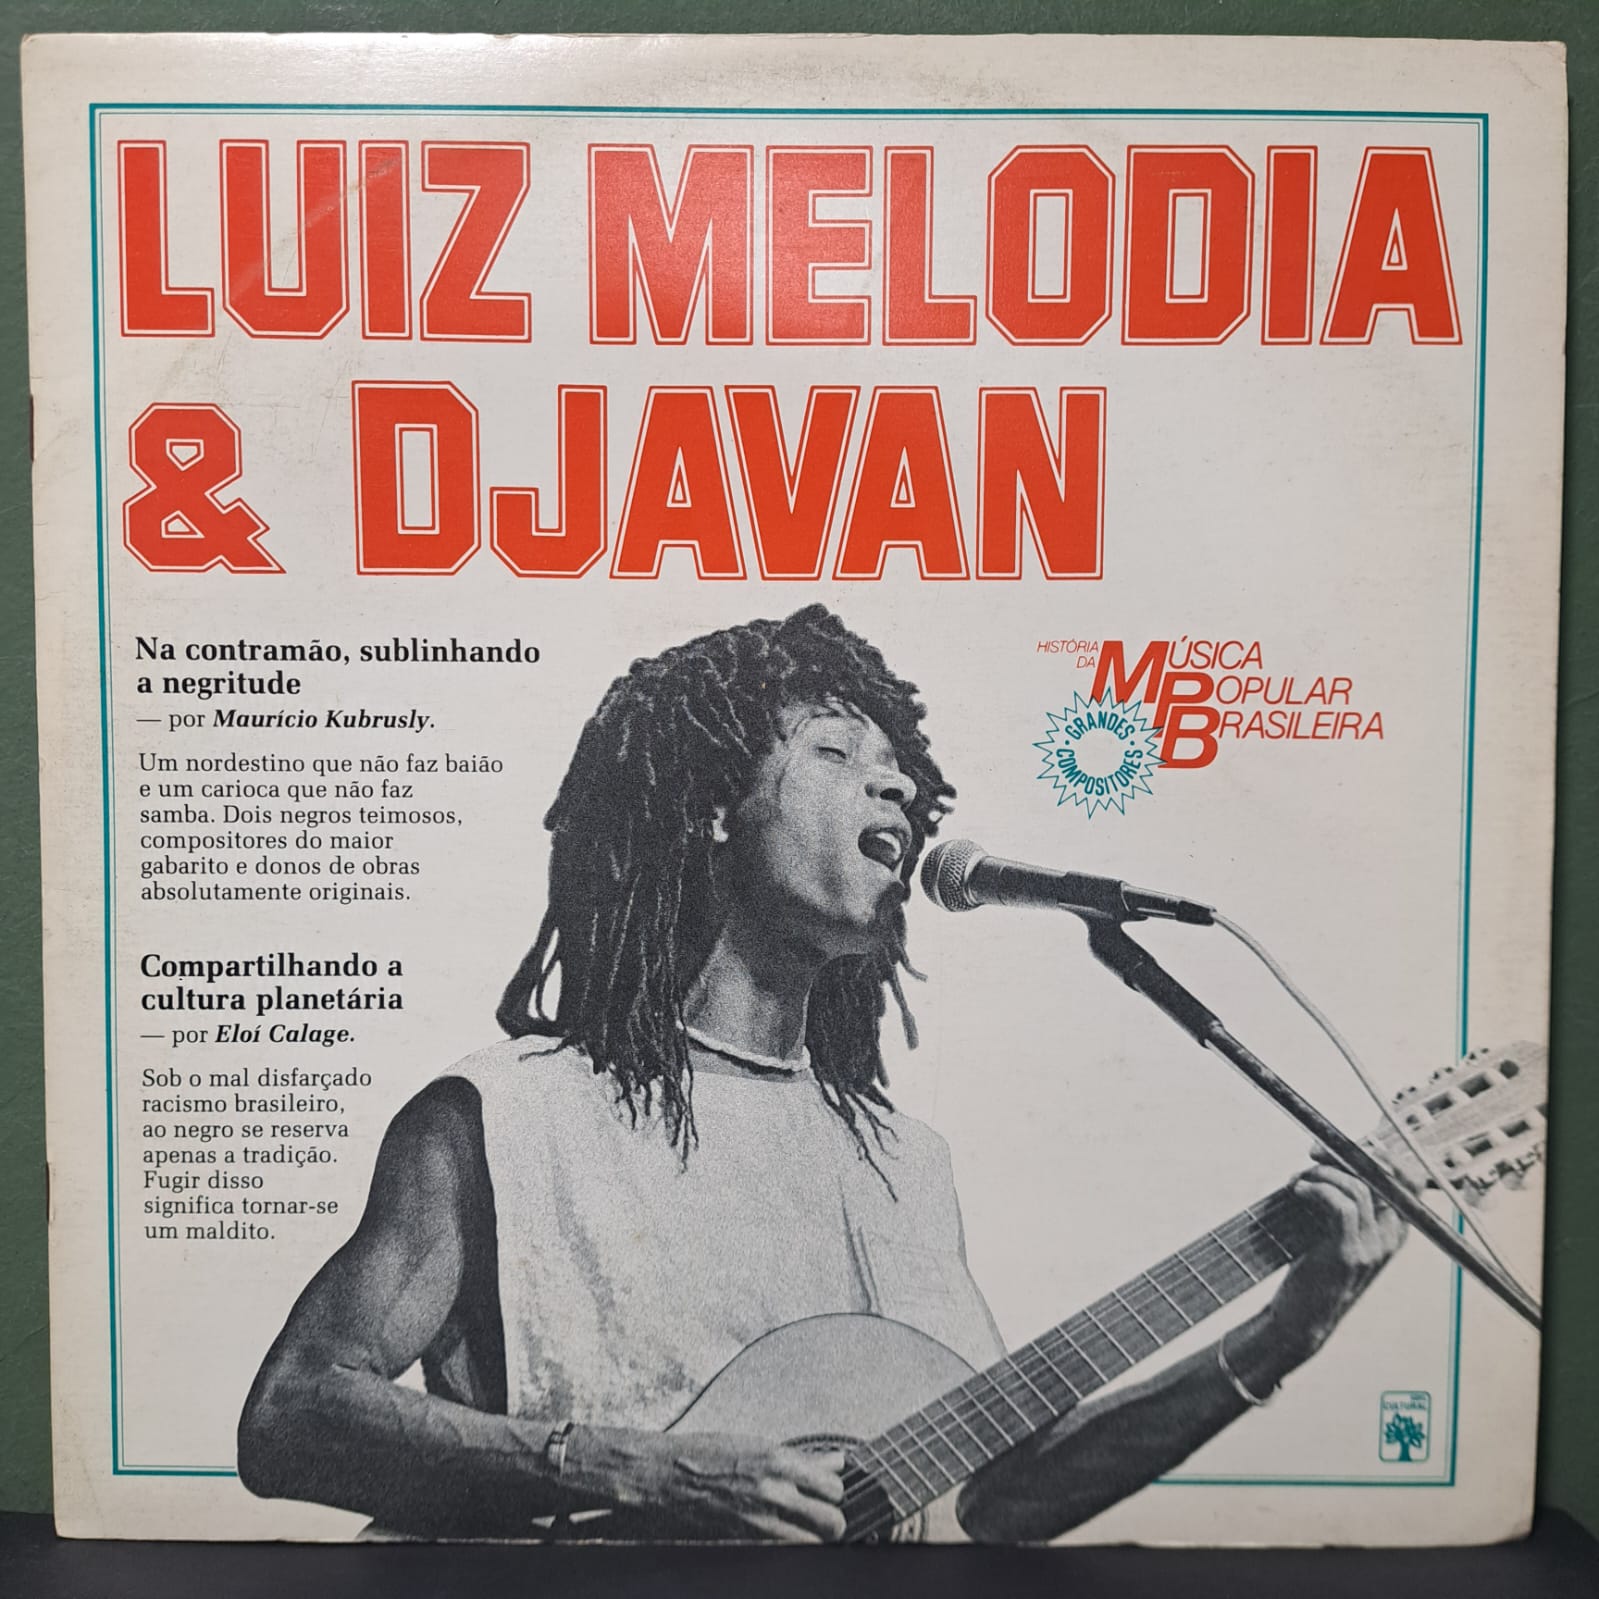 LUIZ MELODIA
& DJAVAN
Na contramão, sublinhando
a negritude
— por Maurício Kubrusly.
Um nordestino que não faz baião
e um carioca que não faz
samba. Dois negros teimosos,
compositores do maior
gabarito e donos de obras
absolutamente originais.
Compartilhando a
cultura planetária
— por Eloí Calage.
Sob o mal disfarçado
racismo brasileiro,
ao negro se reserva
apenas a tradição.
Fugir disso
significa tornar-se
um maldito.
HISTÓRIA
DA
MÚSICA
POPULAR
BRASILEIRA
GRANDES
COMPOSITORES
CULTURAL